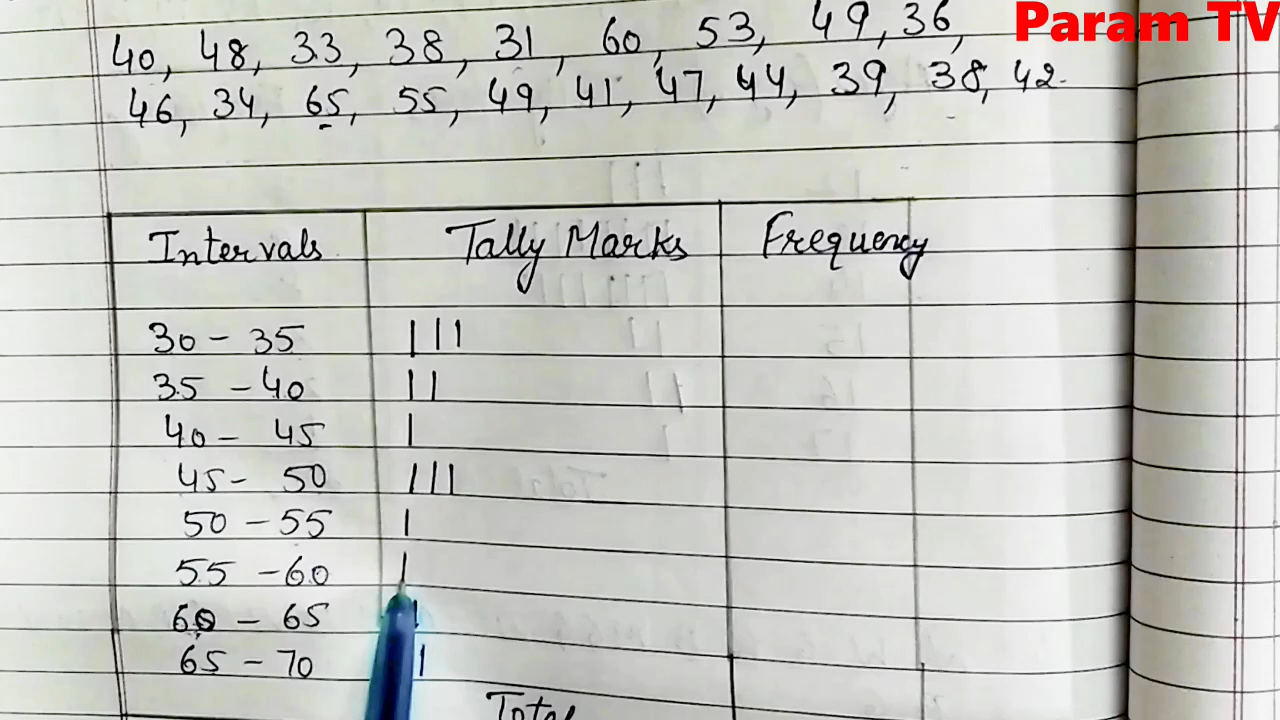 Param TV
40, 48, 33, 38, 31, 60, 53, 49, 36,
46, 34, 65, 55, 49, 41, 47, 44, 39, 38, 42.
Intervals Tally Marks Frequency
30 - 35 |||
35 - 40 ||
40 - 45 |
45 - 50 |||
50 - 55 |
55 - 60 |
60 - 65 |
65 - 70 |
Total